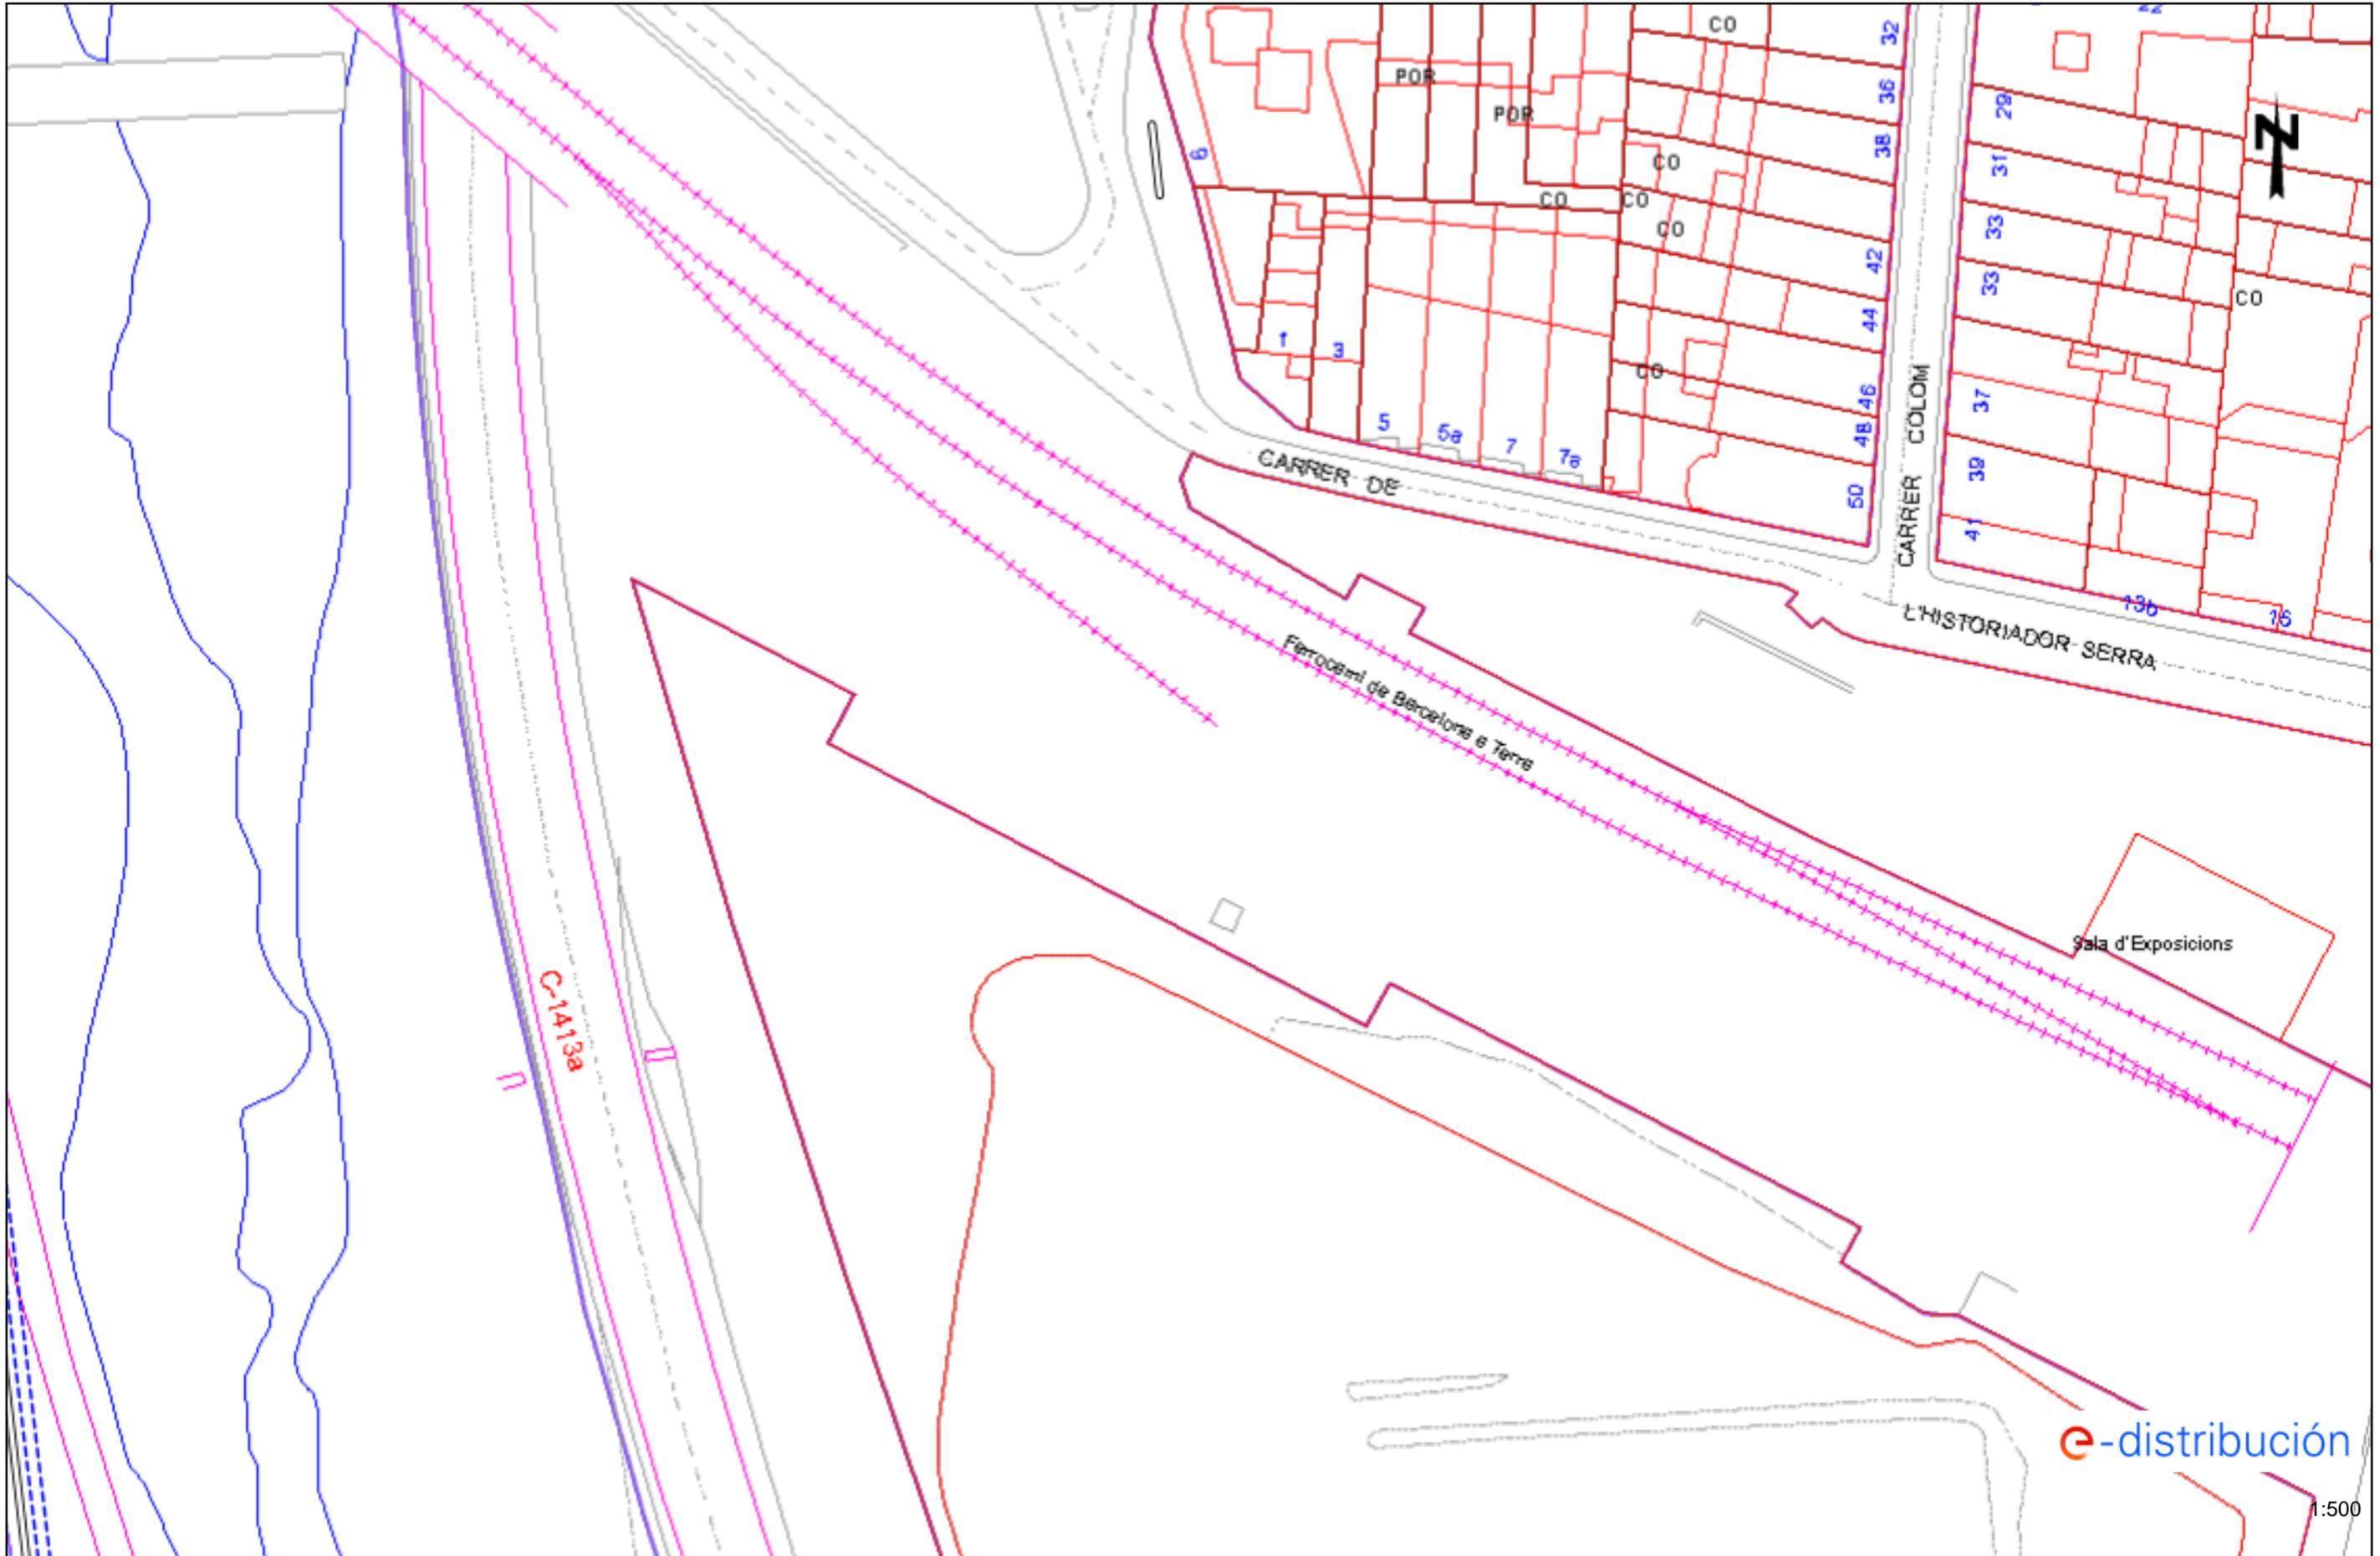 CO
32
POR
36
29
POR
N
38
6
CO
31
CO
CO
33
CO
42
33
CO
44
1
3
CO
46
37
CARRER COLOM
5
5a
48
7
7a
39
CARRER DE
50
41
13b
15
L'HISTORIADOR SERRA
Ferrocarril de Barcelona a Terra
Sala d'Exposicions
C-1413a
e-distribución
1:500